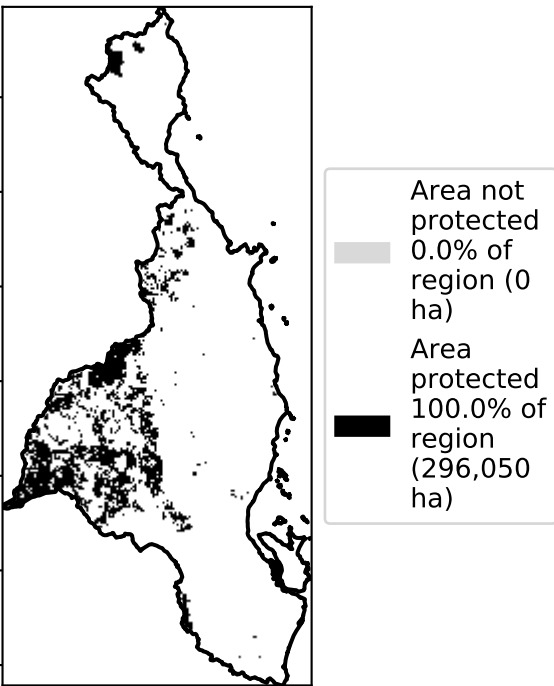 Area not
protected
0.0% of
region (0
ha)
Area
protected
100.0% of
region
(296,050
ha)